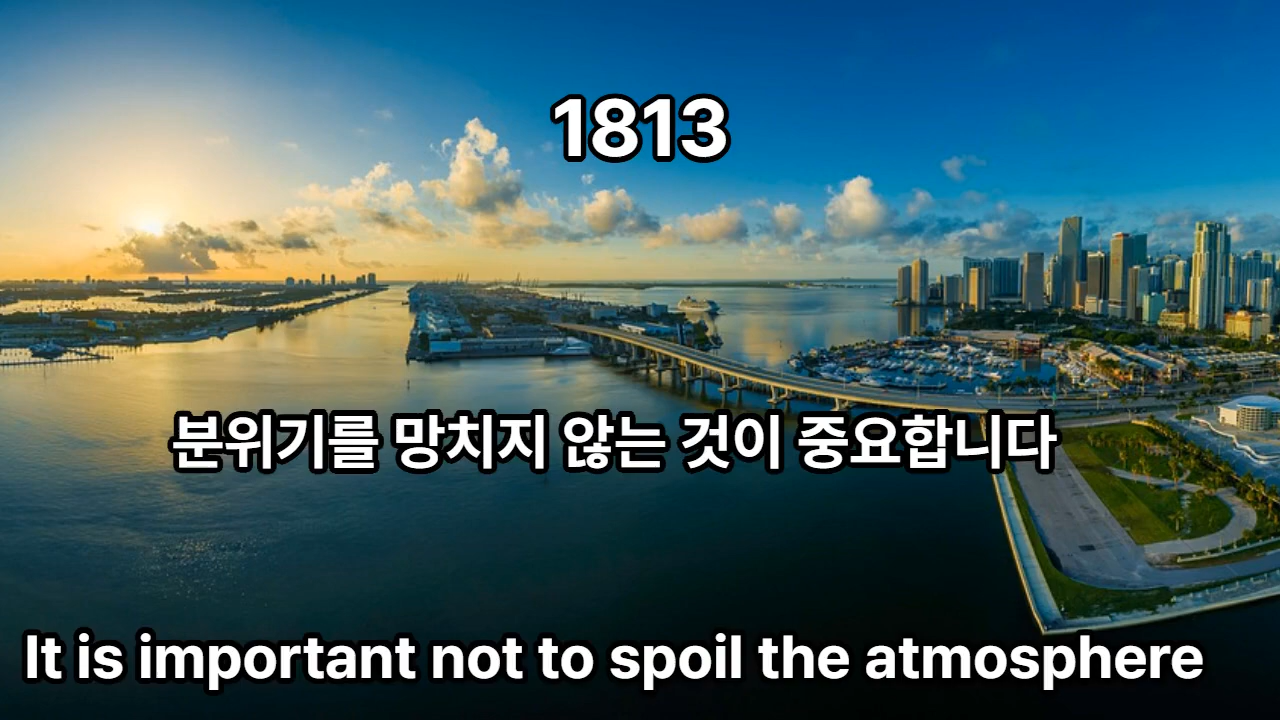 1813
분위기를 망치지 않는 것이 중요합니다
It is important not to spoil the atmosphere